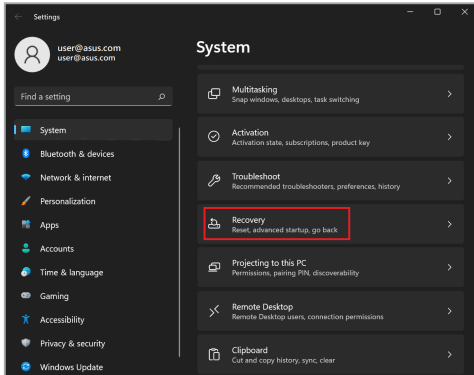 Settings
user@asus.com
user@asus.com
Find a setting
System
Bluetooth & devices
Network & internet
Personalization
Apps
Accounts
Time & language
Gaming
Accessibility
Privacy & security
Windows Update
System
Multitasking
Snap windows, desktops, task switching
Activation
Activation state, subscriptions, product key
Troubleshoot
Recommended troubleshooters, preferences, history
Recovery
Reset, advanced startup, go back
Projecting to this PC
Permissions, pairing PIN, discoverability
Remote Desktop
Remote Desktop users, connection permissions
Clipboard
Cut and copy history, sync, clear